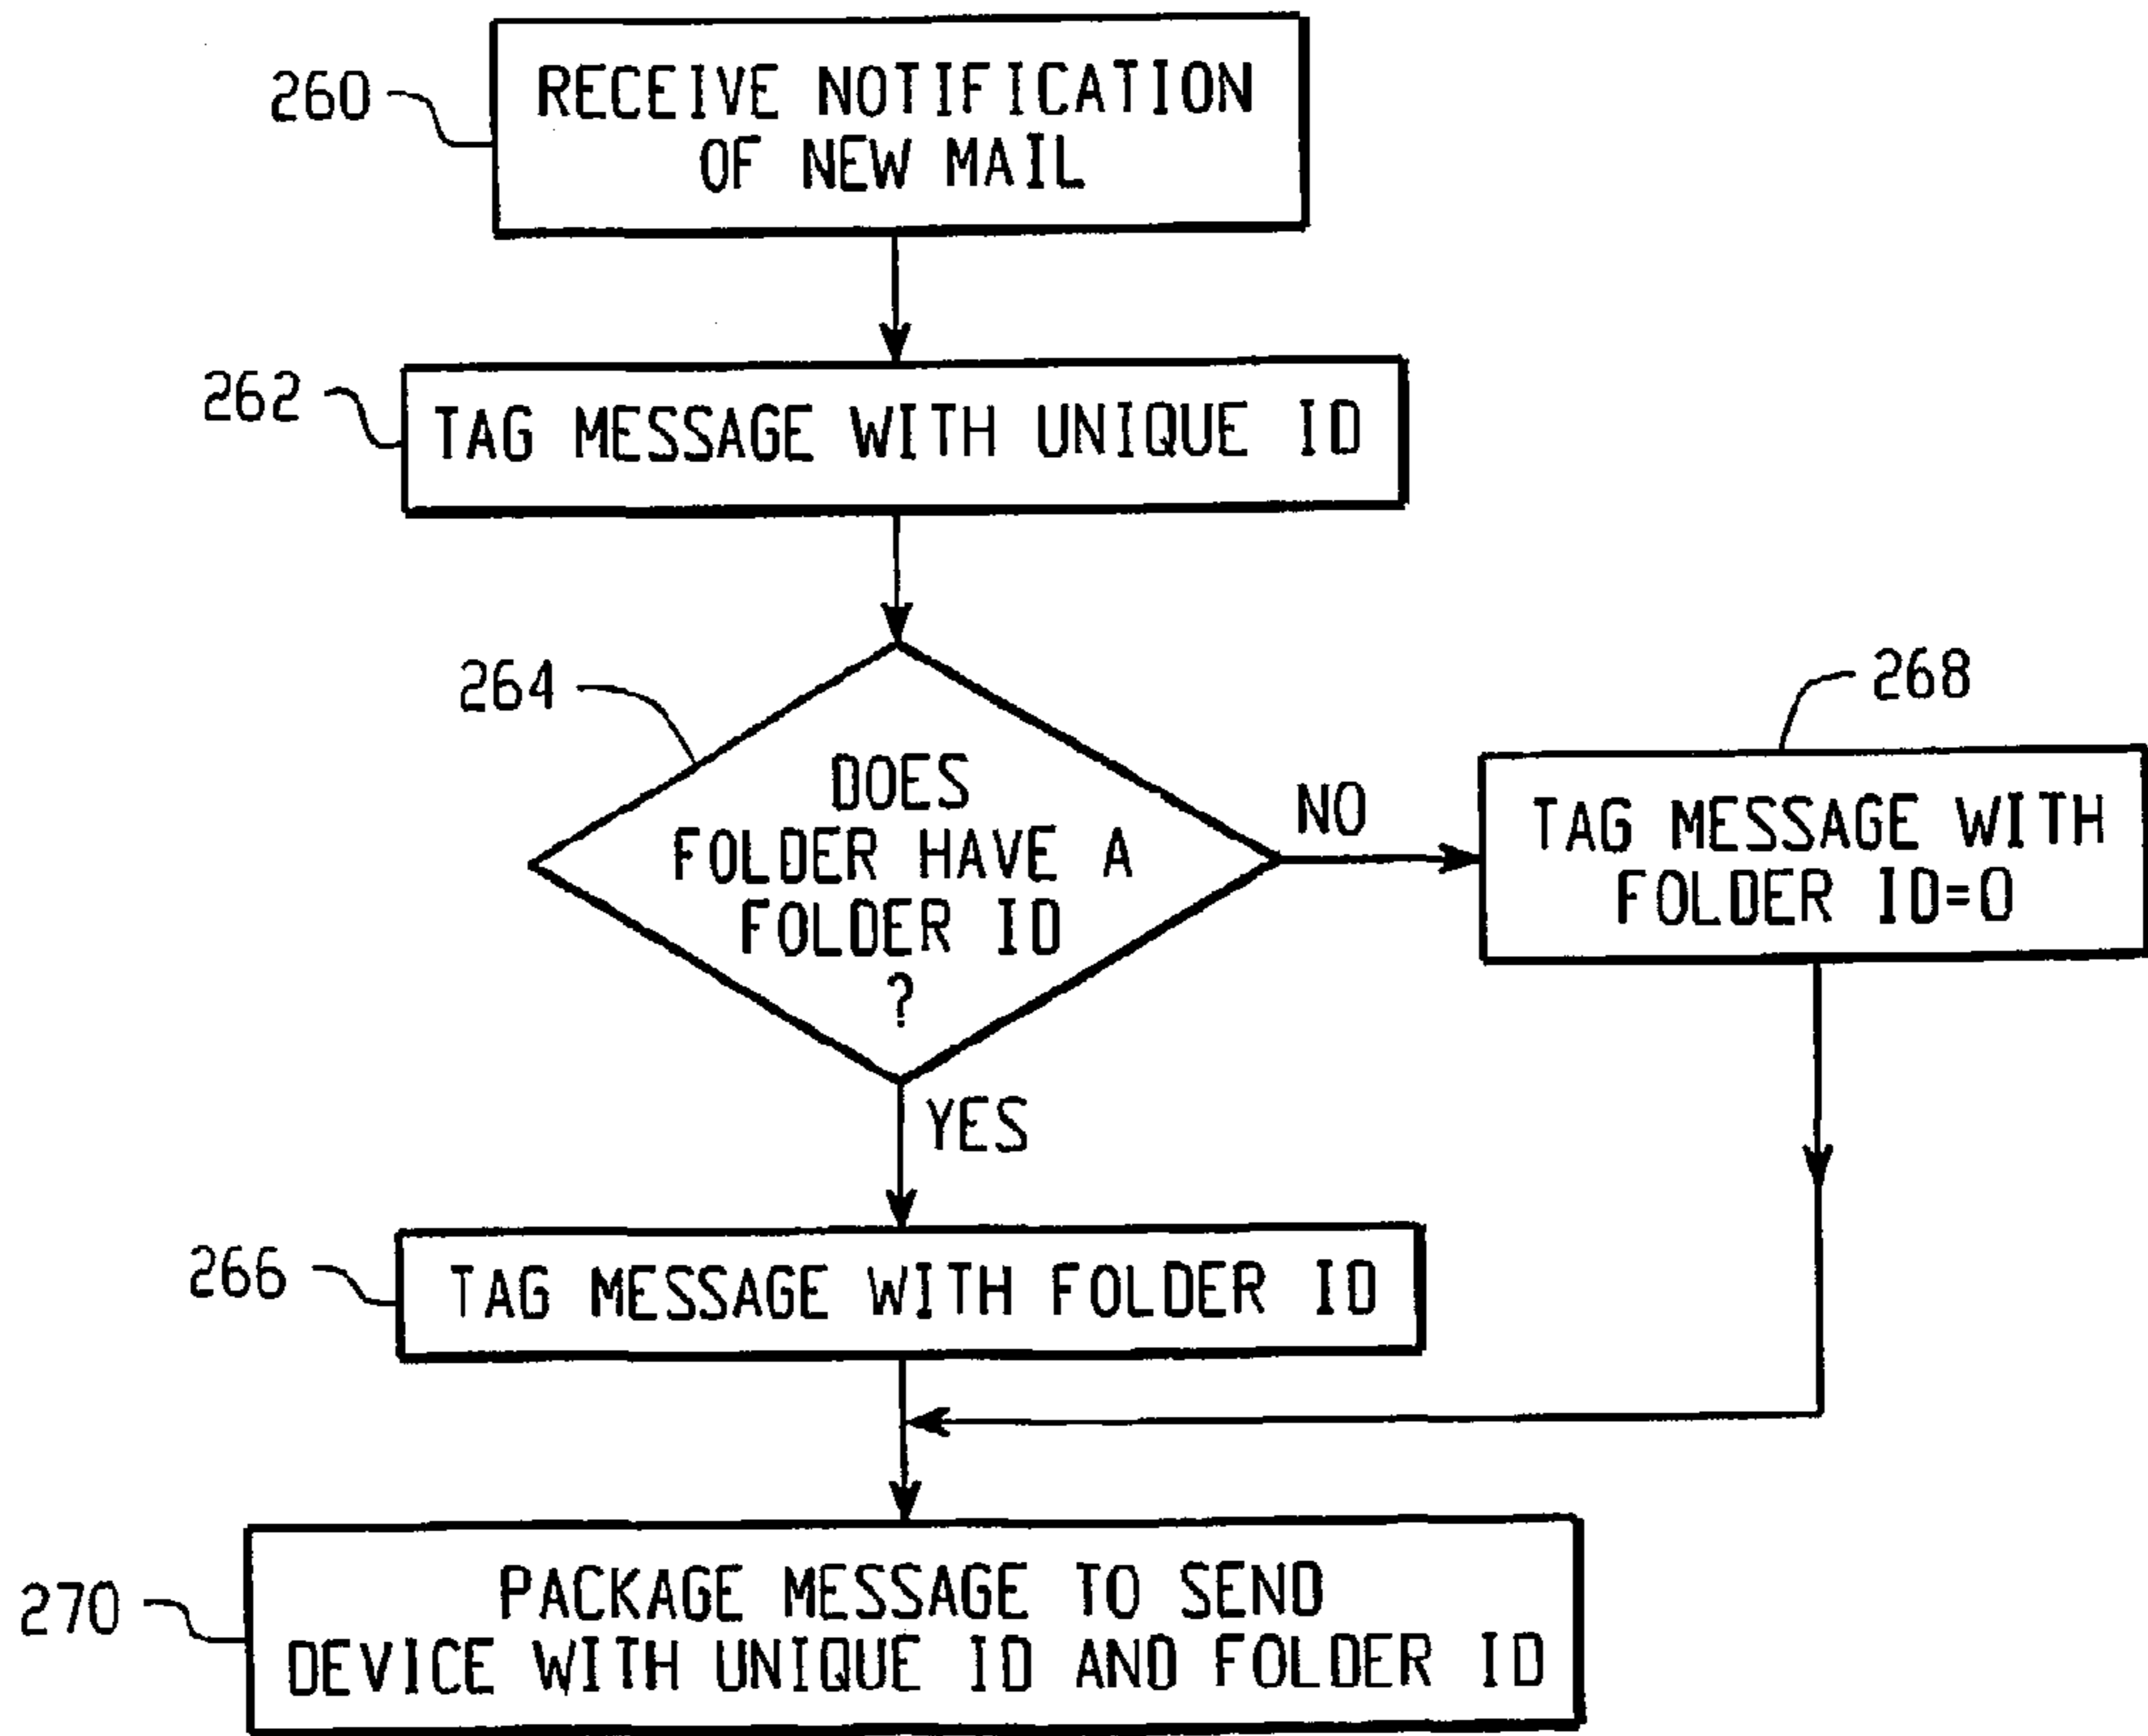 260
RECEIVE NOTIFICATION
OF NEW MAIL
262
TAG MESSAGE WITH UNIQUE ID
264
DOES
FOLDER HAVE A
FOLDER ID
?
NO
268
TAG MESSAGE WITH
FOLDER ID=0
YES
266
TAG MESSAGE WITH FOLDER ID
270
PACKAGE MESSAGE TO SEND
DEVICE WITH UNIQUE ID AND FOLDER ID